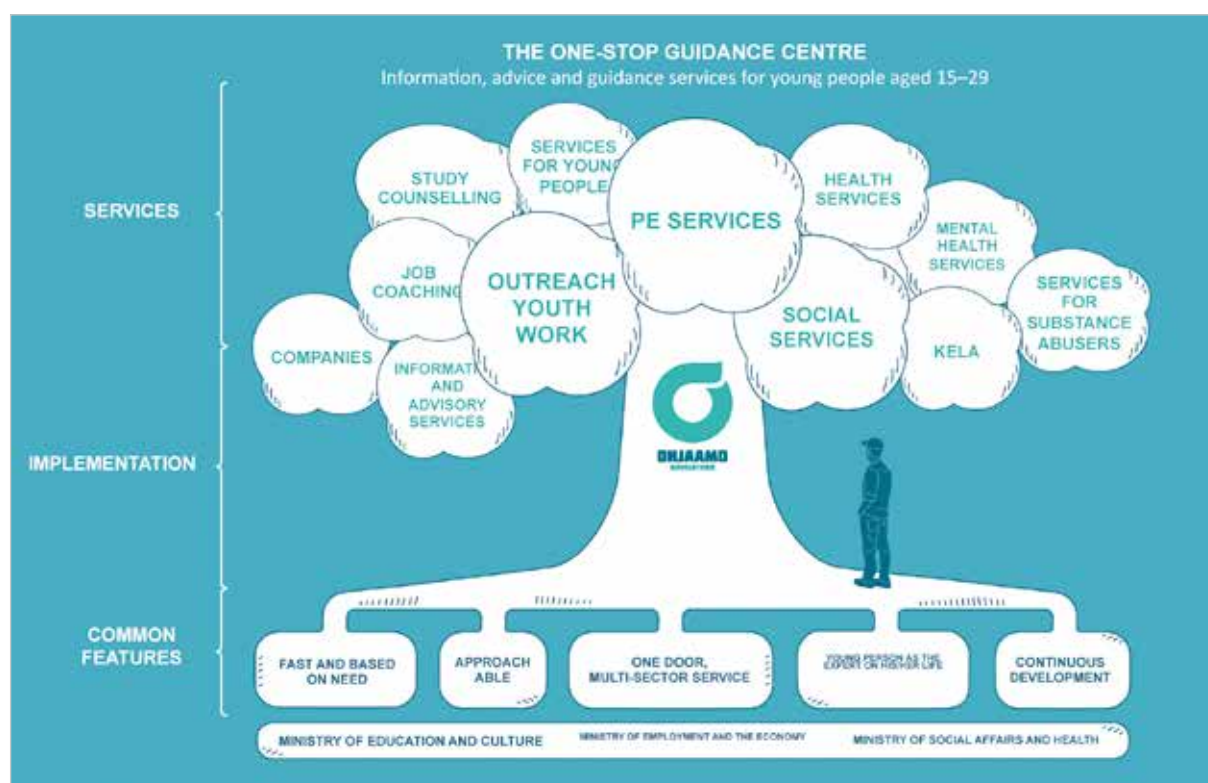 THE ONE-STOP GUIDANCE CENTRE
Information, advice and guidance services for young people aged 15–29
SERVICES
IMPLEMENTATION
COMMON
FEATURES
STUDY
COUNSELLING
SERVICES
FOR YOUNG
PEOPLE
PE SERVICES
HEALTH
SERVICES
MENTAL
HEALTH
SERVICES
JOB
COACHING
OUTREACH
YOUTH
WORK
SOCIAL
SERVICES
SERVICES
FOR
SUBSTANCE
ABUSERS
COMPANIES
KELA
AND
ADVISORY
SERVICES
OHJAAMO
FAST AND BASED
ON NEED
APPROACH
ABLE
ONE DOOR,
MULTI-SECTOR SERVICE
YOUNG PERSON AS THE
EXPERT ON HIS/HER LIFE
CONTINUOUS
DEVELOPMENT
MINISTRY OF EDUCATION AND CULTURE
MINISTRY OF EMPLOYMENT AND THE ECONOMY
MINISTRY OF SOCIAL AFFAIRS AND HEALTH